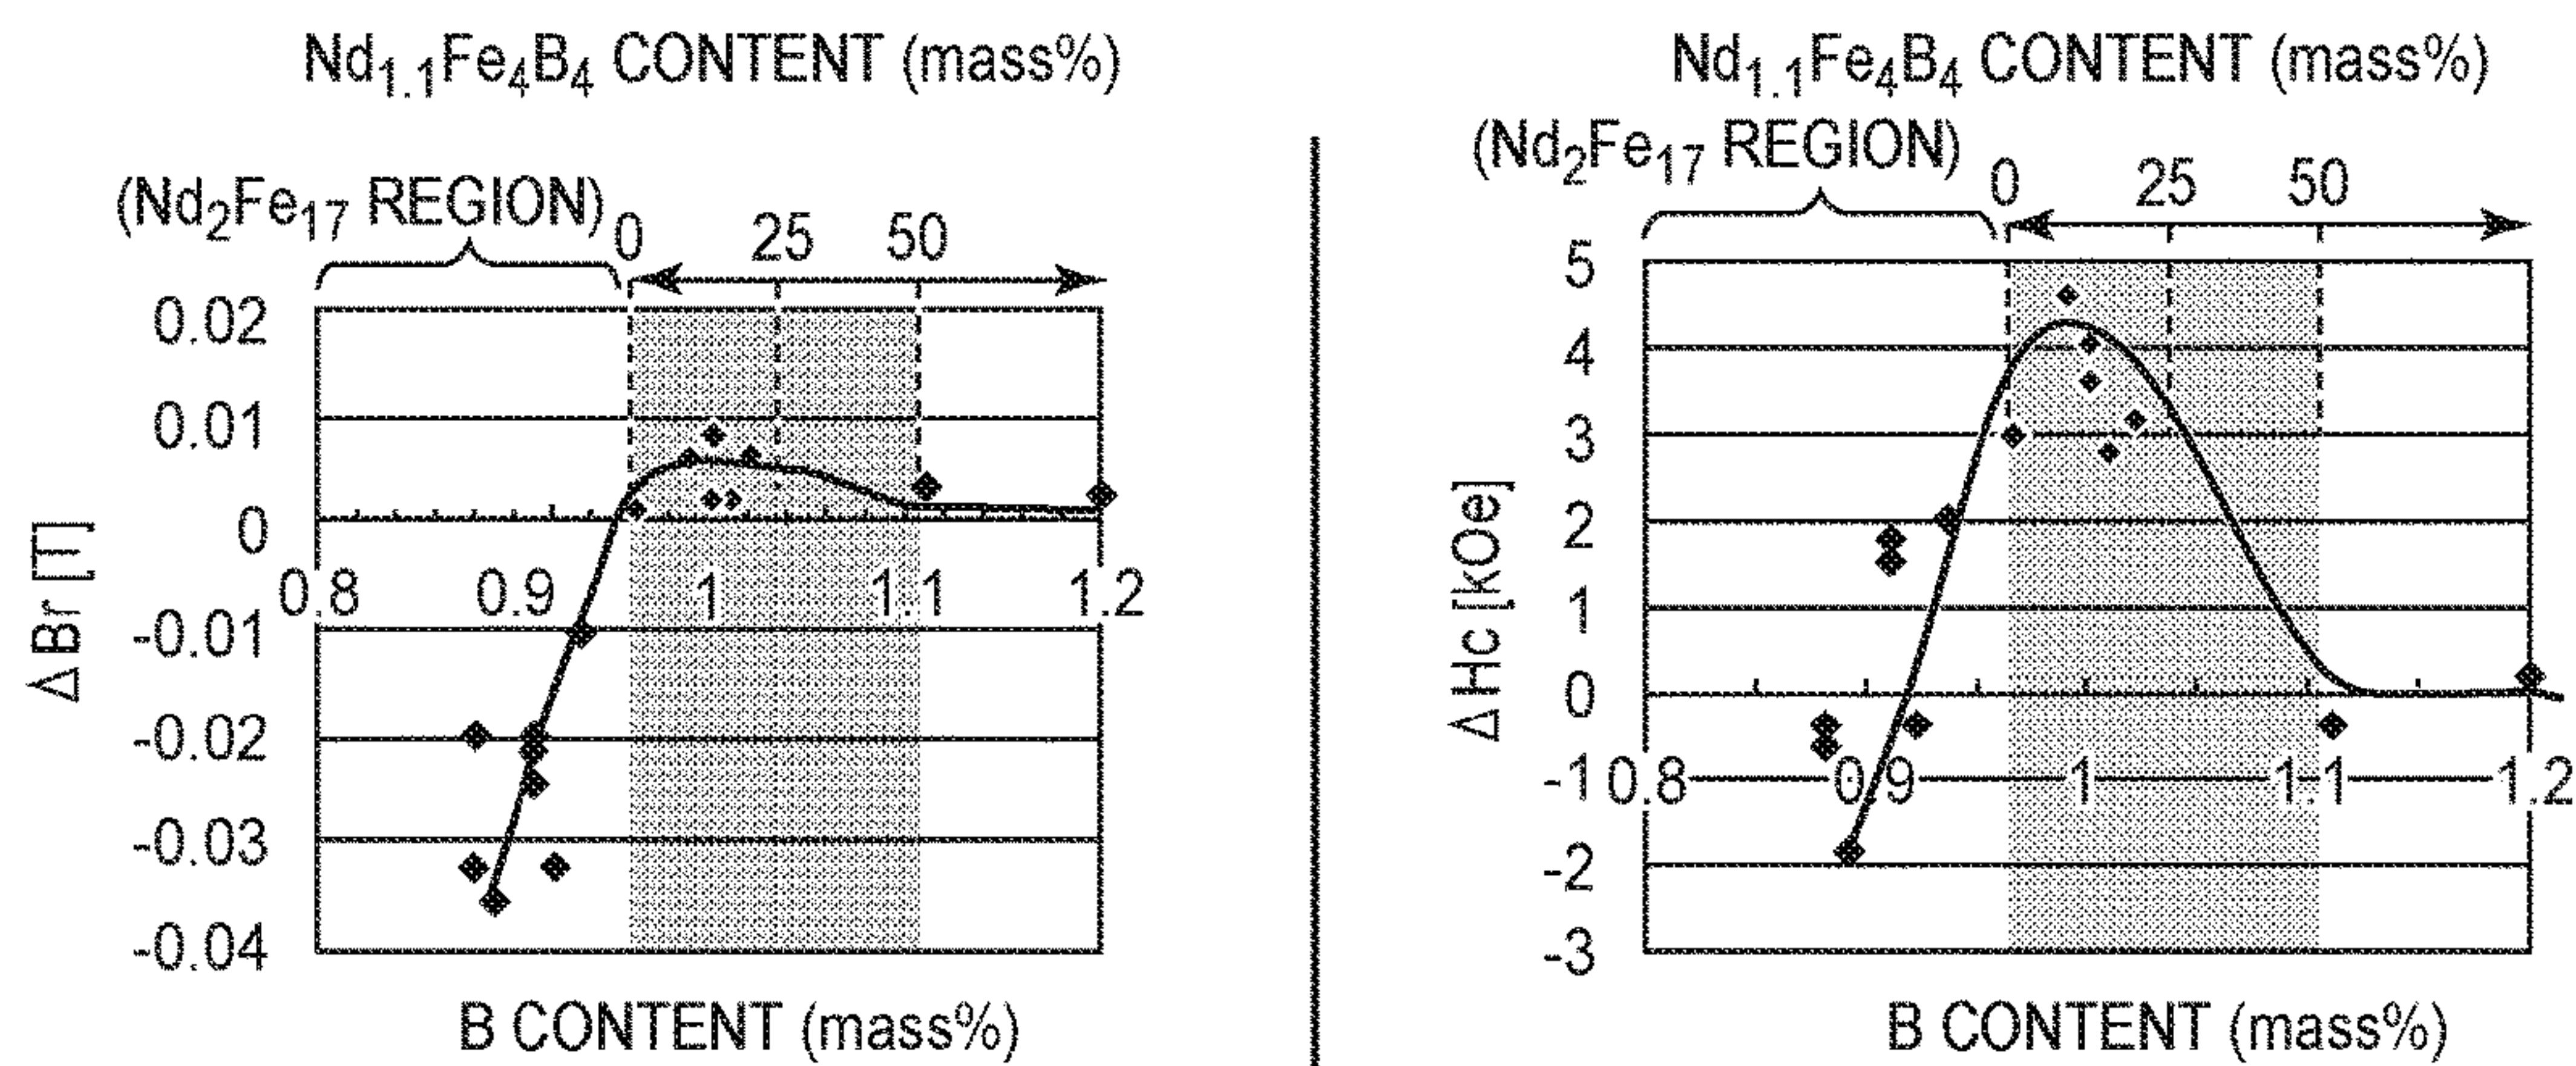 Nd1.1Fe4B4 CONTENT (mass%)
(Nd2Fe17 REGION) 0 25 50
0.02
0.01
0
-0.01
-0.02
-0.03
-0.04
0.8 0.9 1 1.1 1.2
ΔBr [T]
B CONTENT (mass%)
Nd1.1Fe4B4 CONTENT (mass%)
(Nd2Fe17 REGION) 0 25 50
5
4
3
2
1
0
-1
-2
-3
0.8 0.9 1 1.1 1.2
ΔHc [kOe]
B CONTENT (mass%)